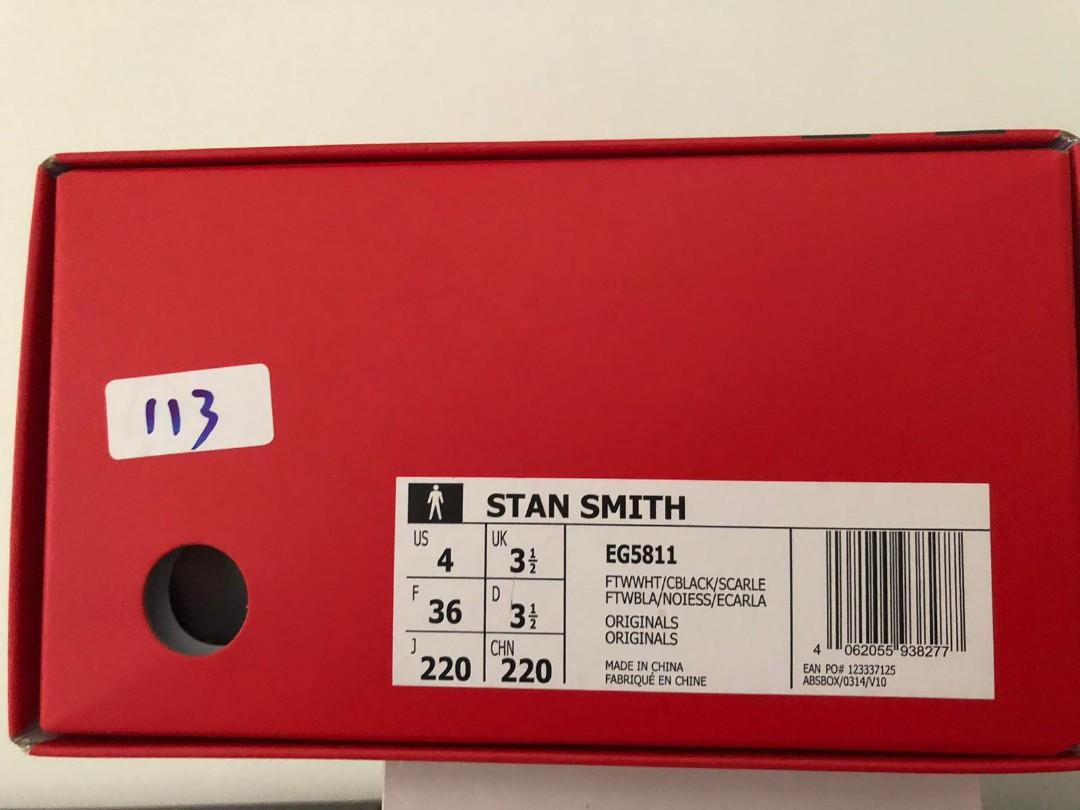 113
STAN SMITH
US 4 UK 3½
F 36 D 3½
J 220 CHN 220
EG5811
FTWWHT/CBLACK/SCARLE
FTWBLA/NOIESS/ECARLA
ORIGINALS
ORIGINALS
MADE IN CHINA
FABRIQUÉ EN CHINE
4 062055 938277
EAN PO# 123337125
ABSBOX/0314/V10